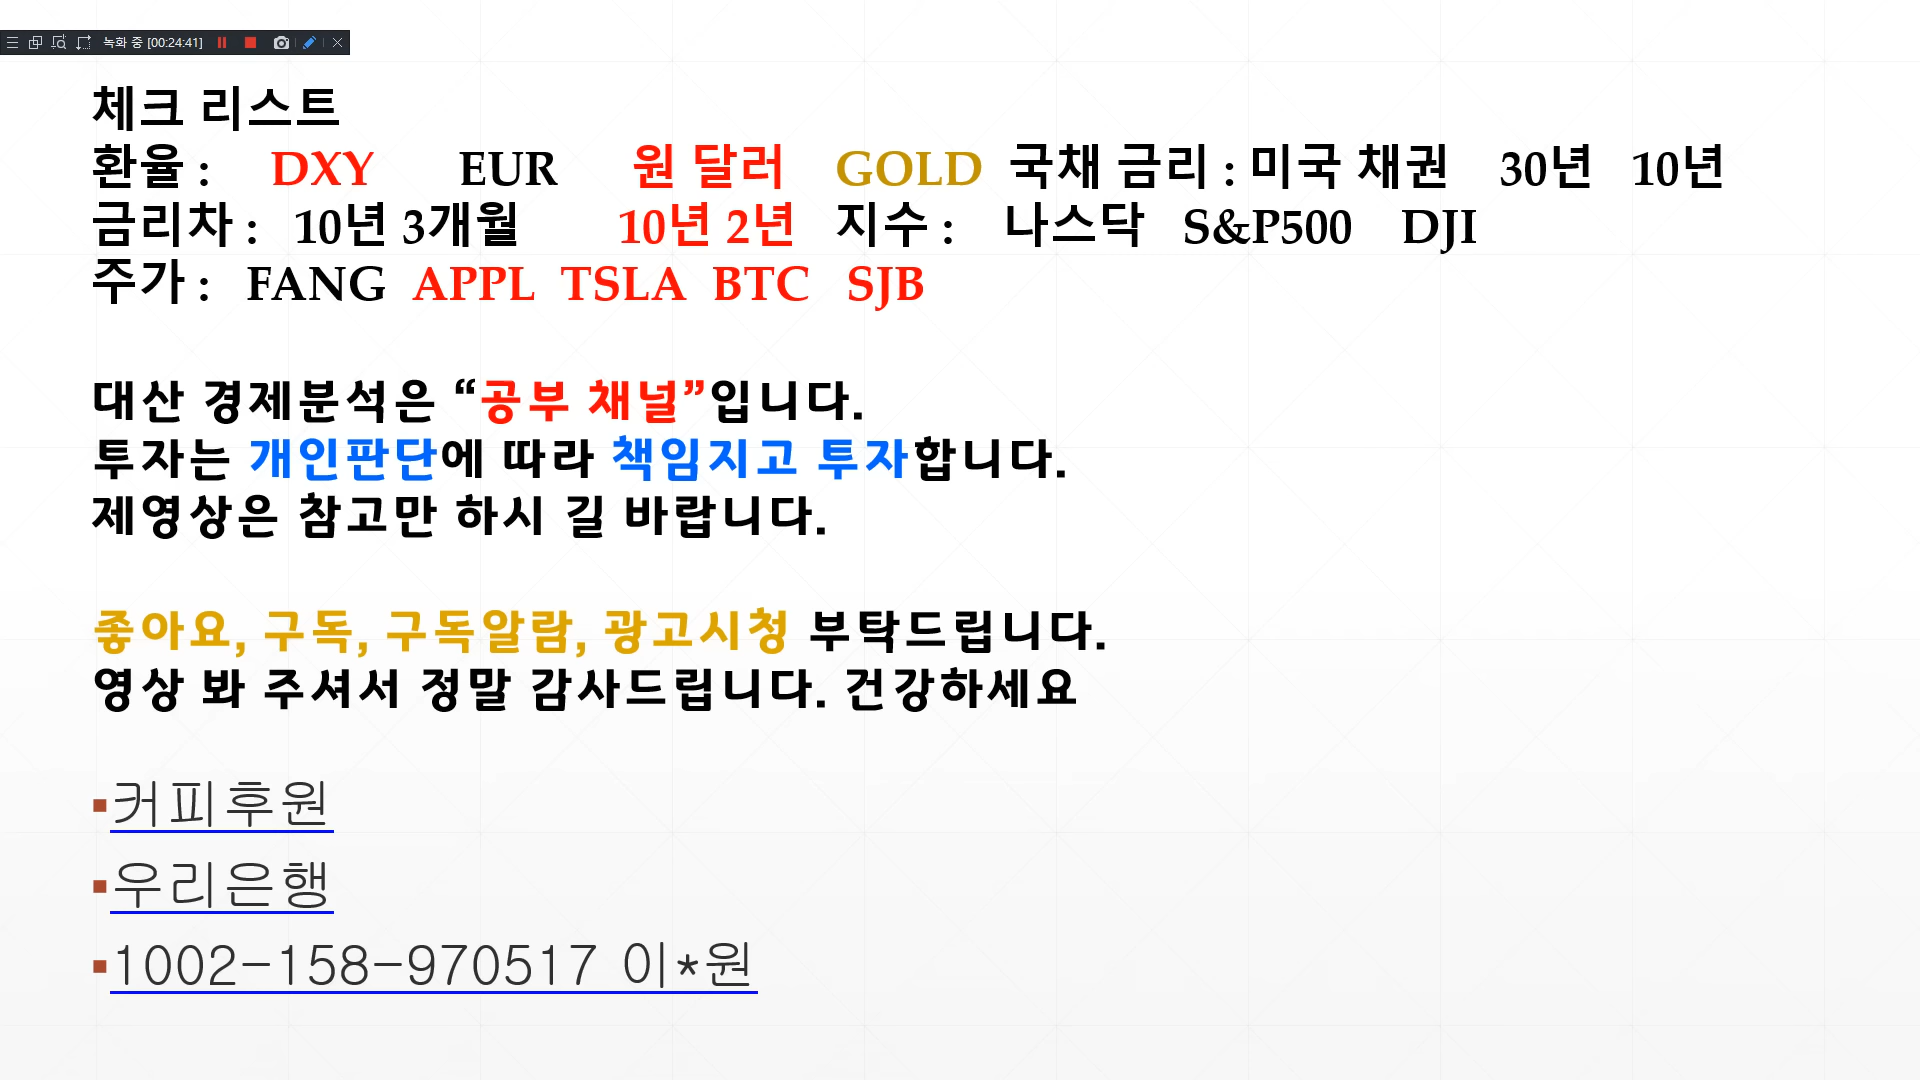 녹화 중 [00:24:41]
체크 리스트
환율 : DXY EUR 원 달러 GOLD 국채 금리 : 미국 채권 30년 10년
금리차 : 10년 3개월 10년 2년 지수 : 나스닥 S&P500 DJI
주가 : FANG APPL TSLA BTC SJB
대산 경제분석은 “공부 채널”입니다.
투자는 개인판단에 따라 책임지고 투자합니다.
제영상은 참고만 하시 길 바랍니다.
좋아요, 구독, 구독알람, 광고시청 부탁드립니다.
영상 봐 주셔서 정말 감사드립니다. 건강하세요
▪커피후원
▪우리은행
▪1002-158-970517 이*원